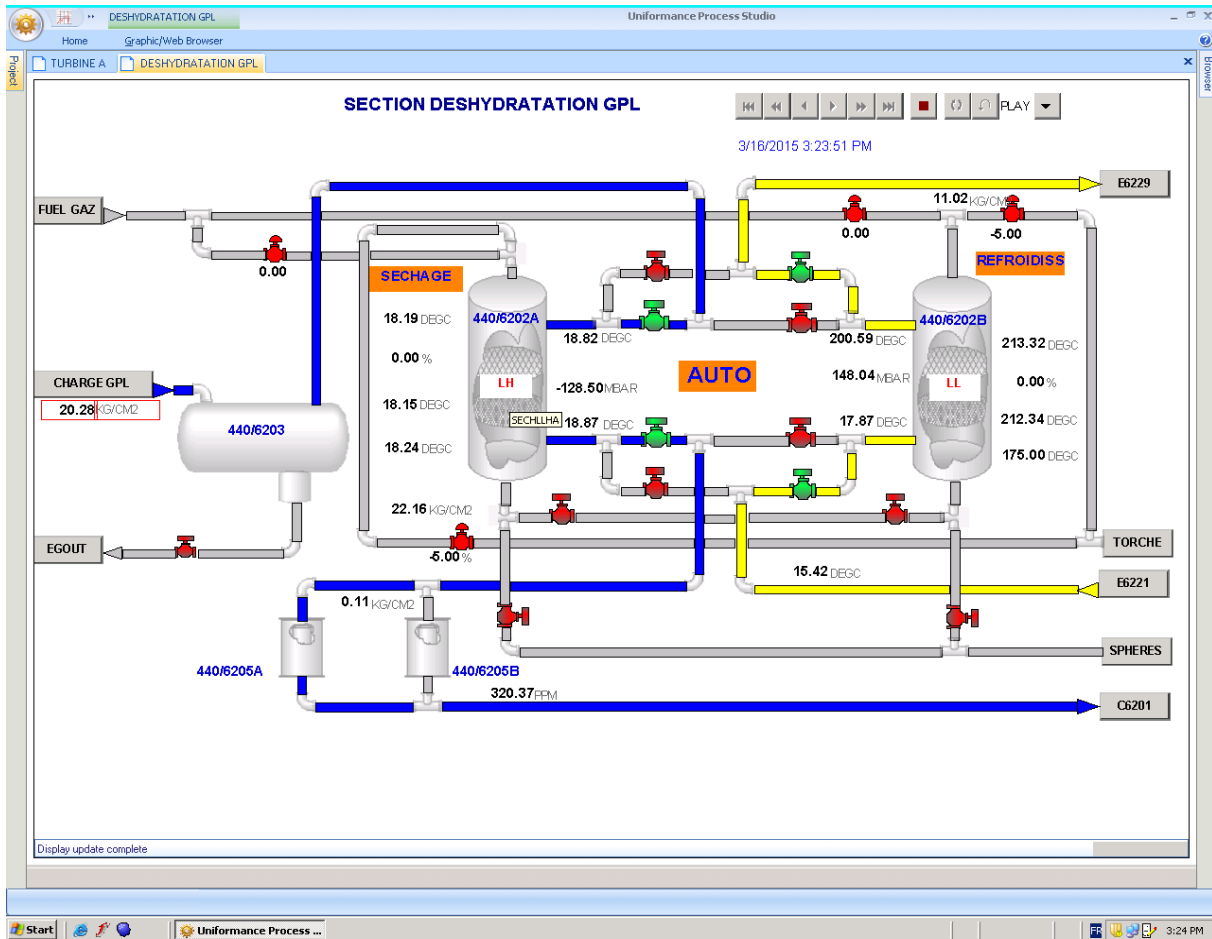 DESHYDRATATION GPL
Uniformance Process Studio
Home
Graphic/Web Browser
Project
TURBINE A
DESHYDRATATION GPL
Browser
SECTION DESHYDRATATION GPL
PLAY
3/16/2015 3:23:51 PM
E6229
FUEL GAZ
11.02 KG/CM
0.00
-5.00
0.00
SECHAGE
REFROIDISS
440/6202A
440/6202B
18.19 DEGC
18.82 DEGC
200.59 DEGC
213.32 DEGC
0.00 %
CHARGE GPL
LH
-128.50 MBAR
AUTO
148.04 MBAR
LL
0.00 %
20.28 KG/CM2
18.15 DEGC
SECHLLHA
18.87 DEGC
17.87 DEGC
212.34 DEGC
440/6203
18.24 DEGC
175.00 DEGC
22.16 KG/CM2
EGOUT
-5.00 %
TORCHE
15.42 DEGC
E6221
0.11 KG/CM2
440/6205A
440/6205B
SPHERES
320.37 PPM
C6201
Display update complete
Start
Uniformance Process ...
FR
3:24 PM